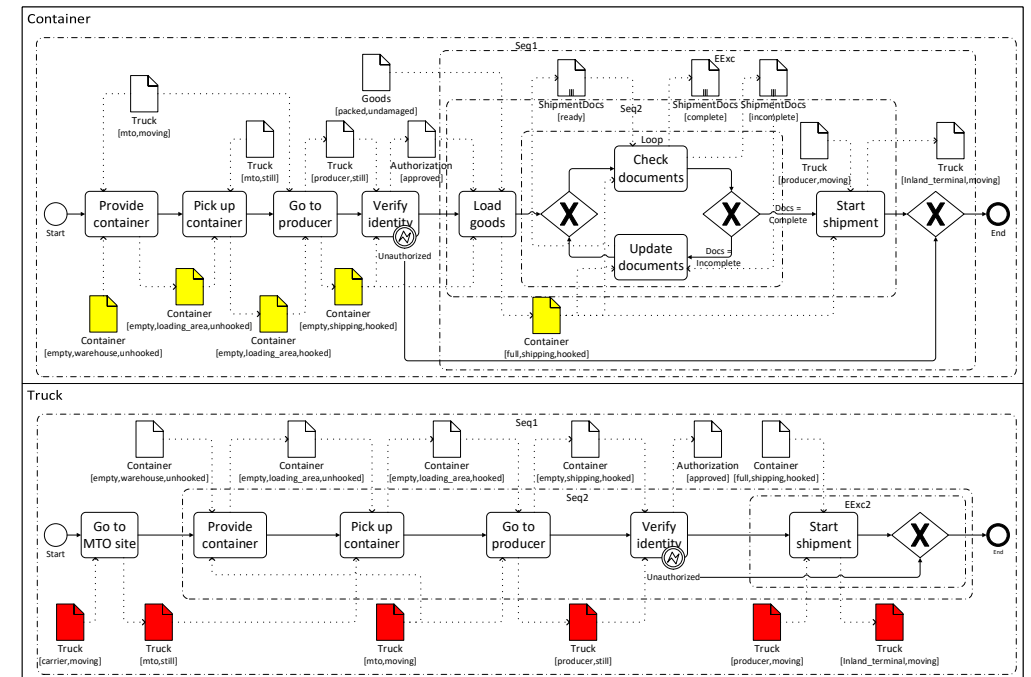 Container
Seq1
EExc
Truck
[mto,moving]
Goods
[packed,undamaged]
ShipmentDocs
[ready]
Seq2
ShipmentDocs
[complete]
ShipmentDocs
[incomplete]
Truck
[mto,still]
Truck
[producer,still]
Authorization
[approved]
Loop
Truck
[producer,moving]
Truck
[Inland_terminal,moving]
Start
Provide
container
Pick up
container
Go to
producer
Verify
identity
Unauthorized
Load
goods
X
Check
documents
Update
documents
X
Docs =
Complete
Docs =
Incomplete
Start
shipment
X
End
Container
[empty,warehouse,unhooked]
Container
[empty,loading_area,unhooked]
Container
[empty,loading_area,hooked]
Container
[empty,shipping,hooked]
Container
[full,shipping,hooked]
Truck
Seq1
Container
[empty,warehouse,unhooked]
Container
[empty,loading_area,unhooked]
Container
[empty,loading_area,hooked]
Container
[empty,shipping,hooked]
Authorization
[approved]
Container
[full,shipping,hooked]
Seq2
EExc2
Start
Go to
MTO site
Provide
container
Pick up
container
Go to
producer
Verify
identity
Unauthorized
Start
shipment
X
End
Truck
[carrier,moving]
Truck
[mto,still]
Truck
[mto,moving]
Truck
[producer,still]
Truck
[producer,moving]
Truck
[Inland_terminal,moving]